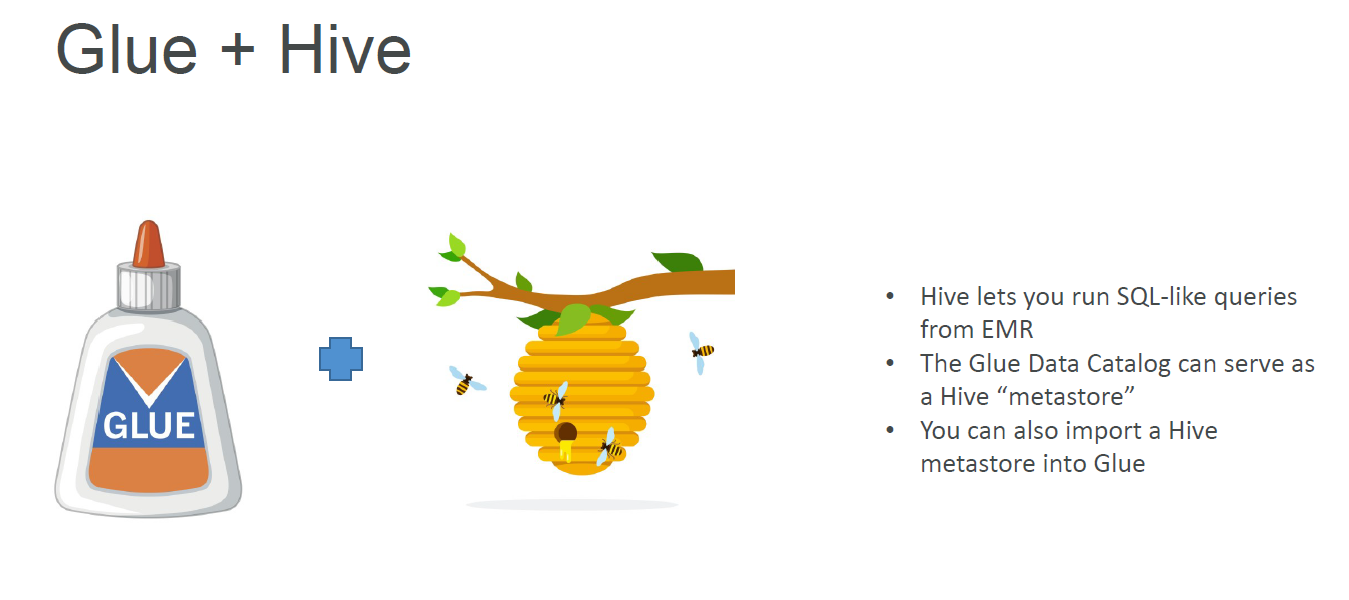 Glue + Hive
GLUE
• Hive lets you run SQL-like queries
from EMR
• The Glue Data Catalog can serve as
a Hive “metastore”
• You can also import a Hive
metastore into Glue